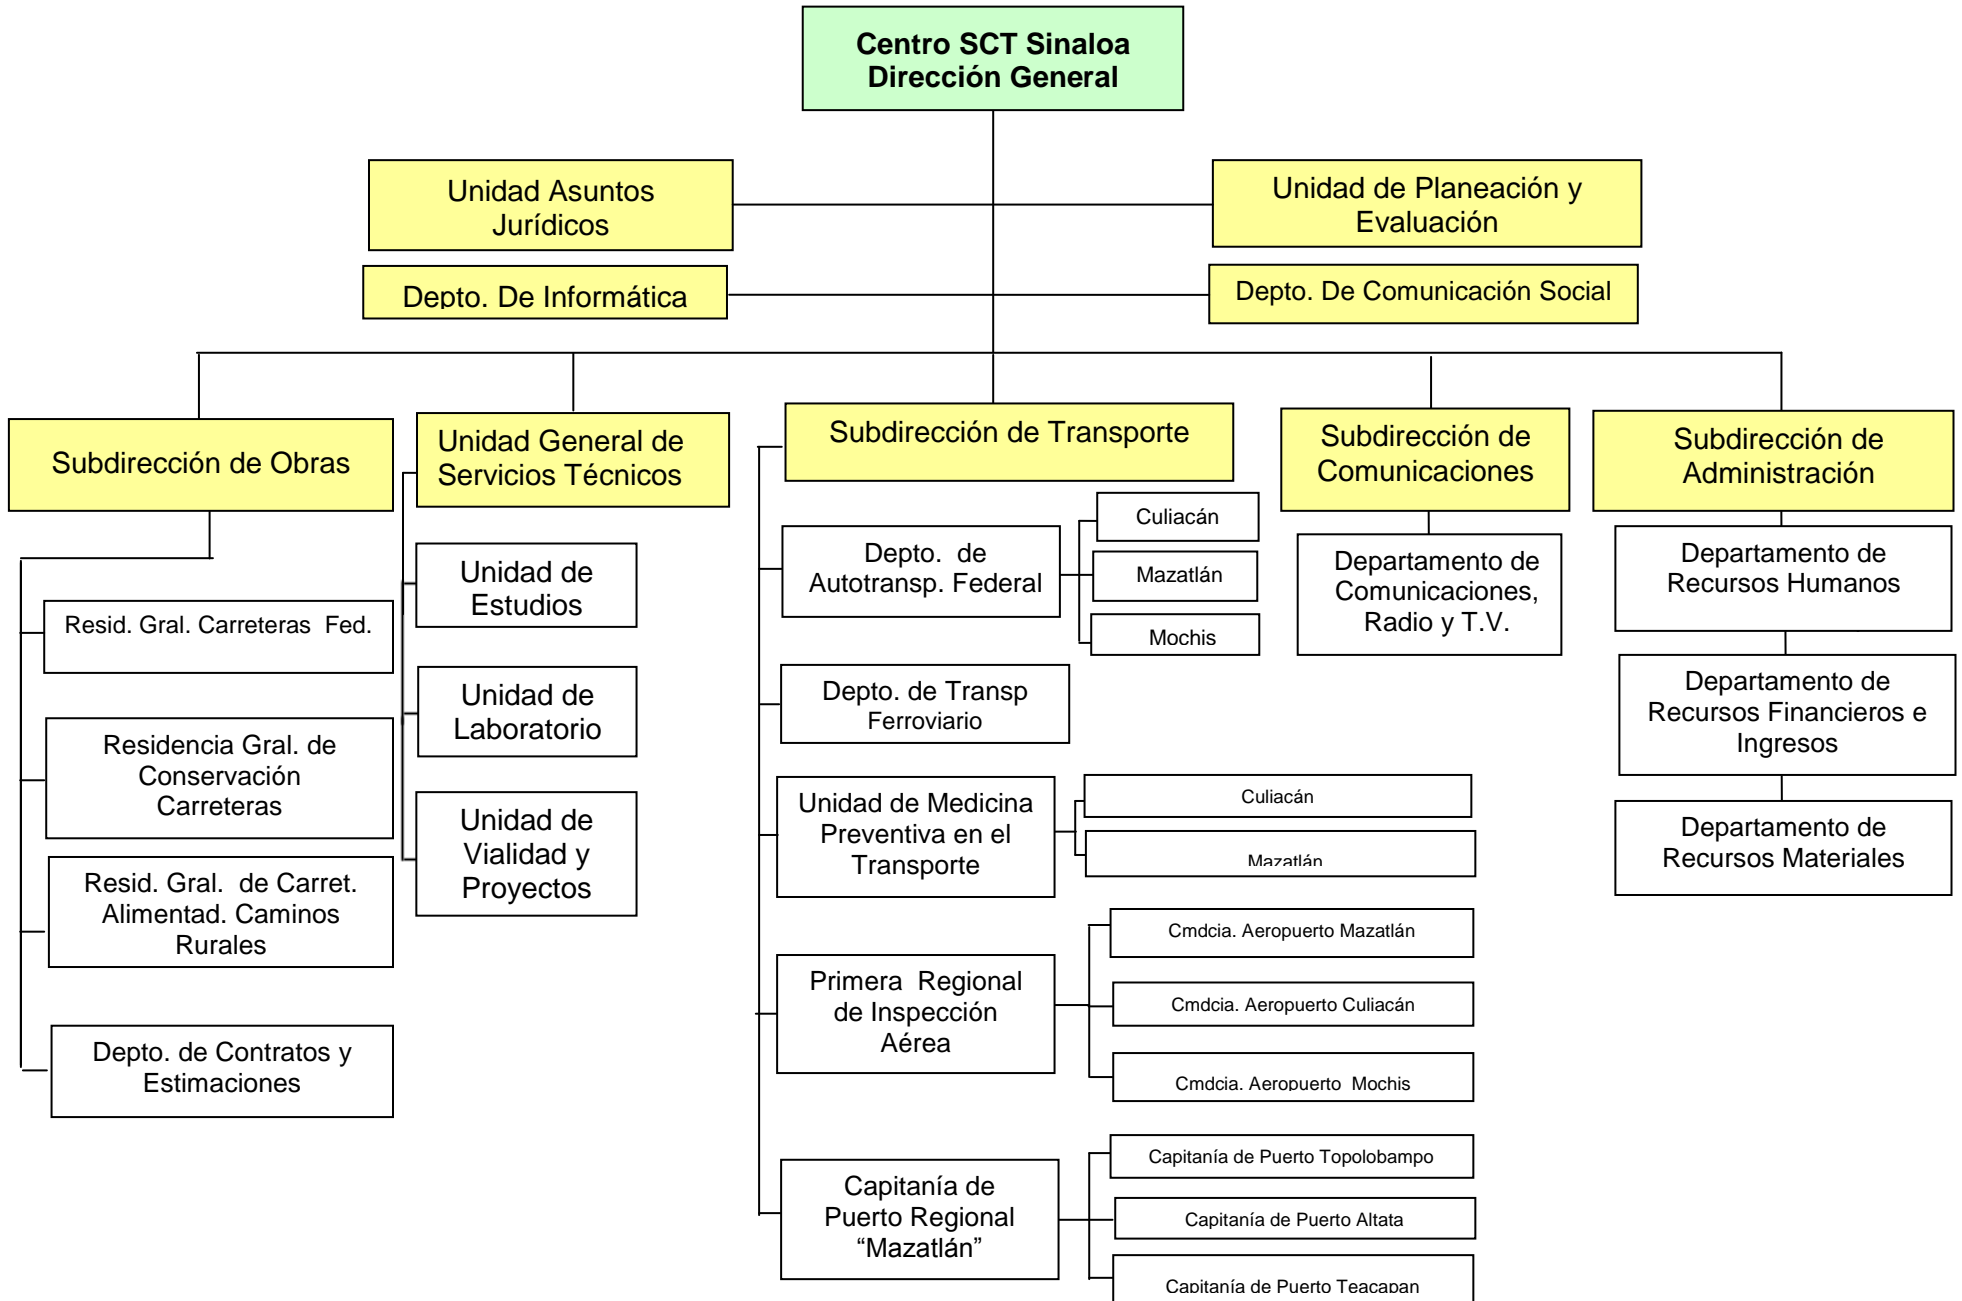 Centro SCT Sinaloa
Dirección General
Unidad Asuntos
Jurídicos
Unidad de Planeación y
Evaluación
Depto. De Informática
Depto. De Comunicación Social
Subdirección de Obras
Resid. Gral. Carreteras  Fed.
Residencia Gral. de
Conservación
Carreteras
Resid. Gral.  de Carret.
Alimentad. Caminos
Rurales
Depto. de Contratos y
Estimaciones
Unidad General de
Servicios Técnicos
Unidad de
Estudios
Unidad de
Laboratorio
Unidad de
Vialidad y
Proyectos
Subdirección de Transporte
Depto.  de
Autotransp. Federal
Culiacán
Mazatlán
Mochis
Depto. de Transp
Ferroviario
Unidad de Medicina
Preventiva en el
Transporte
Culiacán
Mazatlán
Primera  Regional
de Inspección
Aérea
Cmdcia. Aeropuerto Mazatlán
Cmdcia. Aeropuerto Culiacán
Cmdcia. Aeropuerto  Mochis
Capitanía de
Puerto Regional
“Mazatlán”
Capitanía de Puerto Topolobampo
Capitanía de Puerto Altata
Capitanía de Puerto Teacapan
Subdirección de
Comunicaciones
Departamento de
Comunicaciones,
Radio y T.V.
Subdirección de
Administración
Departamento de
Recursos Humanos
Departamento de
Recursos Financieros e
Ingresos
Departamento de
Recursos Materiales